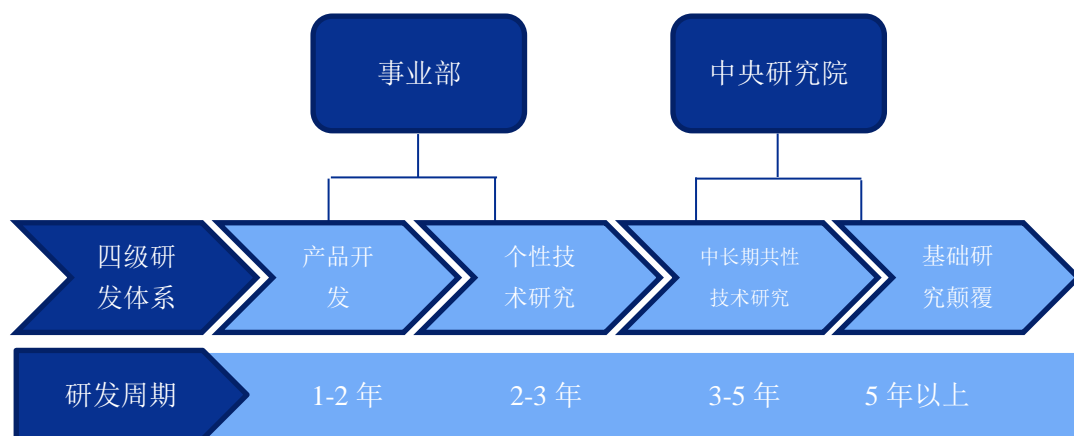 事业部
中央研究院
四级研
发体系
产品开
发
个性技
术研究
中长期共性
技术研究
基础研
究颠覆
研发周期
1-2 年
2-3 年
3-5 年
5 年以上